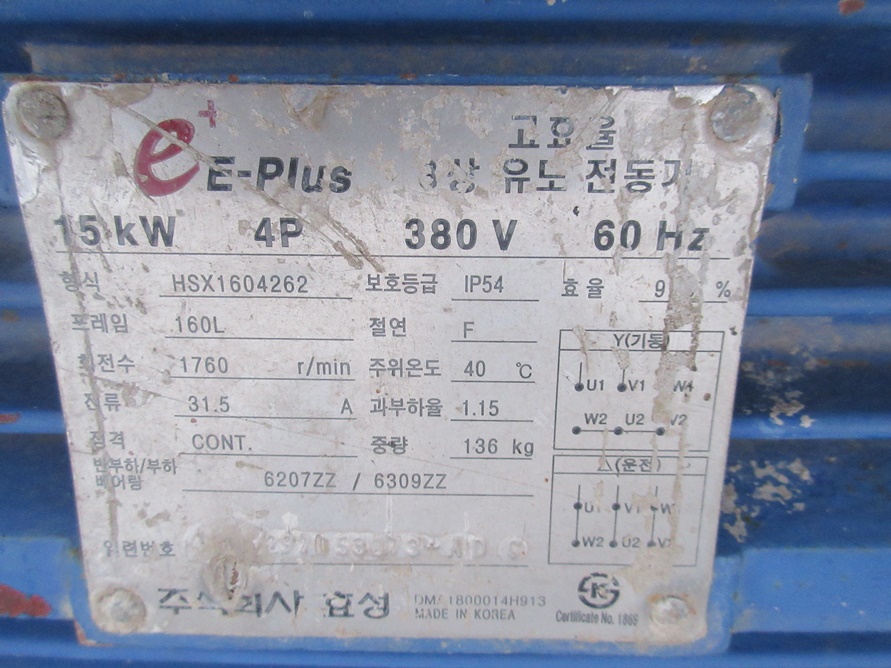 e+ E-Plus
고효율
3상 유도 전동기
15 kW 4P 380 V 60 Hz
형식 HSX1604262 보호등급 IP54 효율 %
프레임 160L 절연 F
회전수 1760 r/min 주위온도 40 ℃
전류 31.5 A 과부하율 1.15
정격 CONT. 중량 136 kg
반부하/부하
베어링 6207ZZ / 6309ZZ
Y(기동)
U1 V1 W1
W2 U2 V2
△(운전)
U1 V1 W1
W2 U2 V2
일련번호
주식회사 효성
1800014H913
MADE IN KOREA
KS
Certificate No.